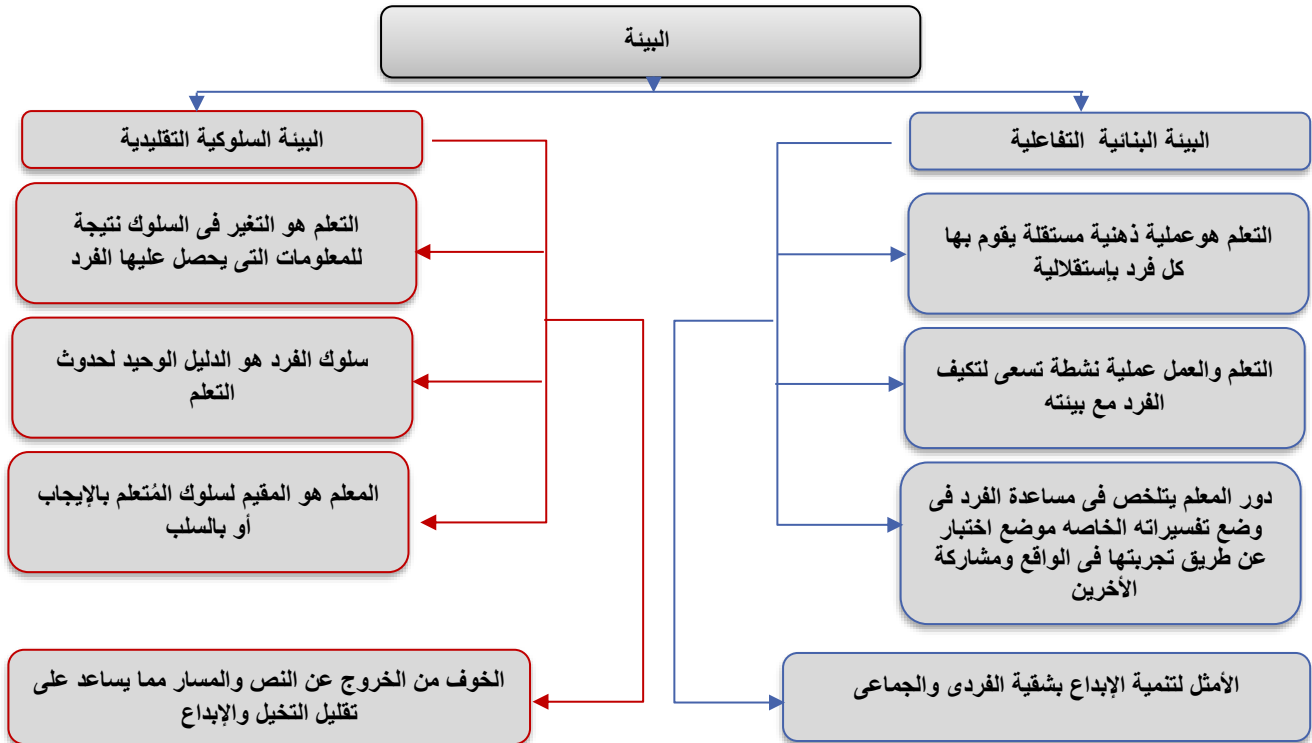 البيئة
البيئة البنائية التفاعلية
التعلم هوعملية ذهنية مستقلة يقوم بها
كل فرد بإستقلالية
التعلم والعمل عملية نشطة تسعى لتكيف
الفرد مع بيئته
دور المعلم يتلخص فى مساعدة الفرد فى
وضع تفسيراته الخاصه موضع اختبار
عن طريق تجربتها فى الواقع ومشاركة
الأخرين
الأمثل لتنمية الإبداع بشقية الفردى والجماعى
البيئة السلوكية التقليدية
التعلم هو التغير فى السلوك نتيجة
للمعلومات التى يحصل عليها الفرد
سلوك الفرد هو الدليل الوحيد لحدوث
التعلم
المعلم هو المقيم لسلوك المُتعلم بالإيجاب
أو بالسلب
الخوف من الخروج عن النص والمسار مما يساعد على
تقليل التخيل والإبداع